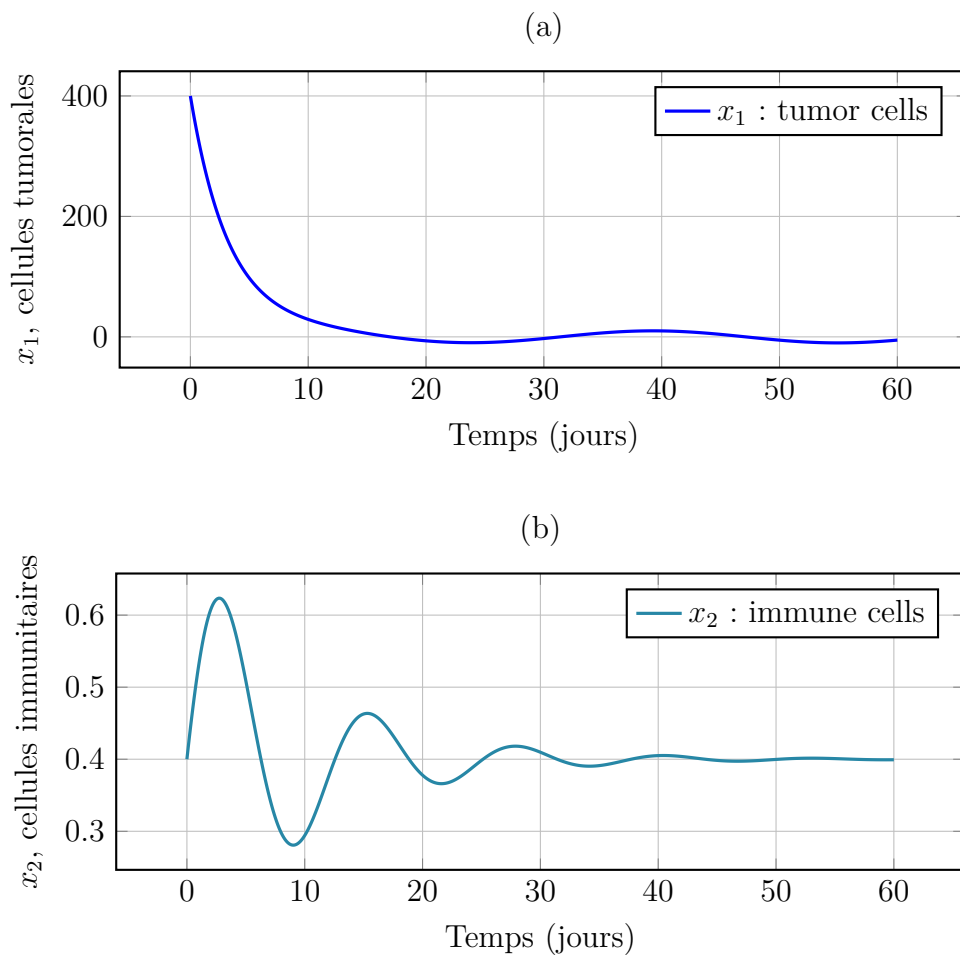 (a)
x₁, cellules tumorales
400
200
0
x₁ : tumor cells
0 10 20 30 40 50 60
Temps (jours)
(b)
x₂, cellules immunitaires
0.6
0.5
0.4
0.3
x₂ : immune cells
0 10 20 30 40 50 60
Temps (jours)